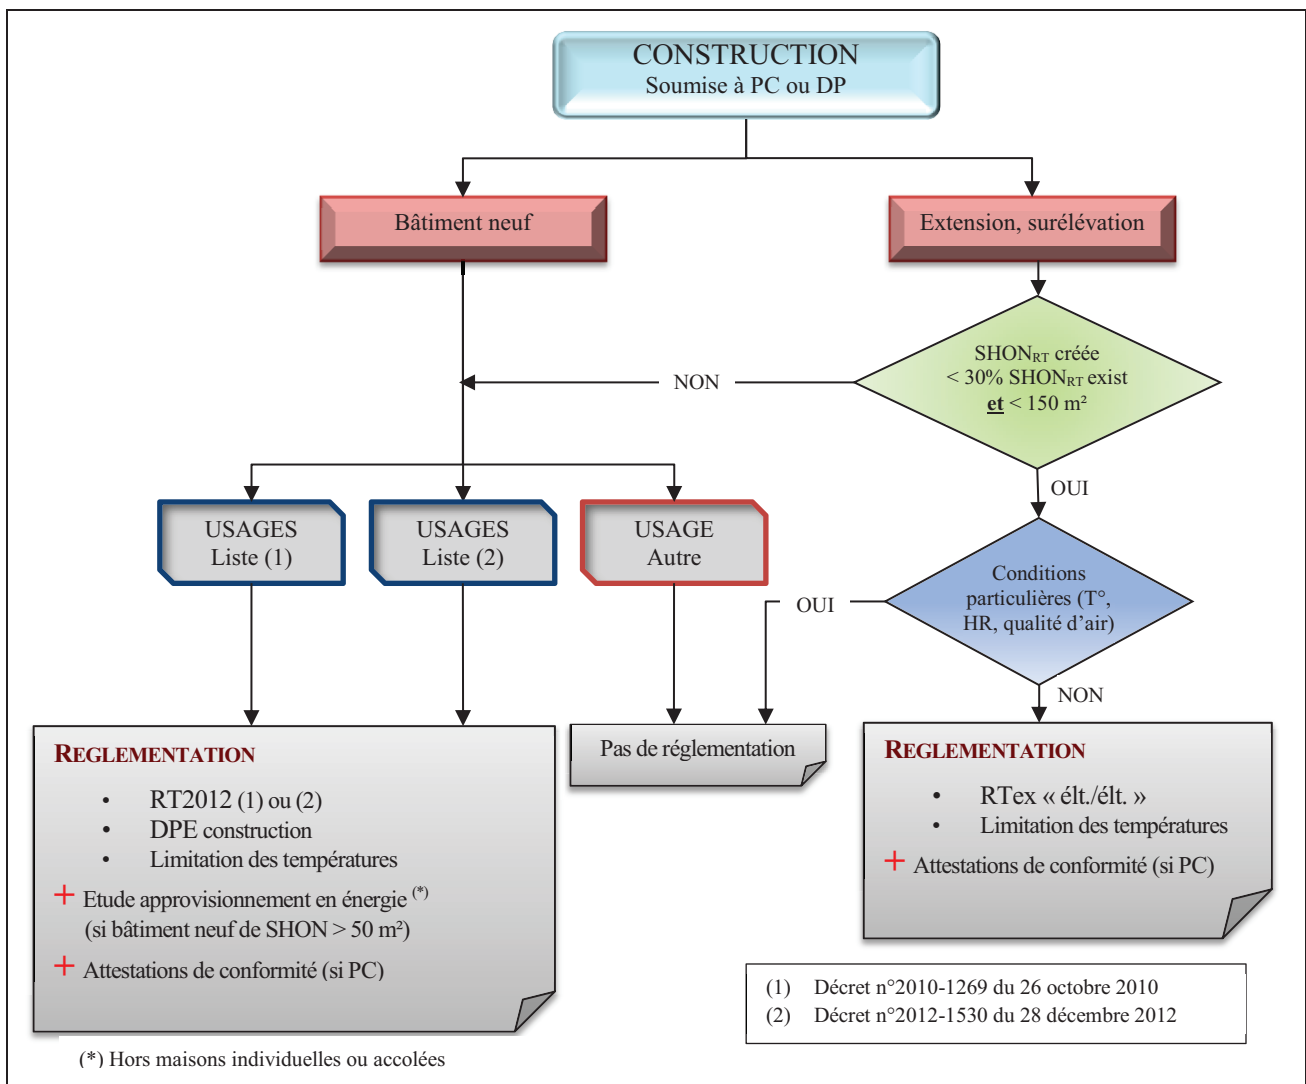 CONSTRUCTION
Soumise à PC ou DP
Bâtiment neuf
Extension, surélévation
SHONRT créée
< 30% SHONRT exist
et < 150 m²
NON
OUI
USAGES
Liste (1)
USAGES
Liste (2)
USAGE
Autre
Conditions
particulières (T°,
HR, qualité d’air)
OUI
NON
Pas de réglementation
REGLEMENTATION
• RT2012 (1) ou (2)
• DPE construction
• Limitation des températures
+ Etude approvisionnement en énergie (*)
(si bâtiment neuf de SHON > 50 m²)
+ Attestations de conformité (si PC)
REGLEMENTATION
• RTex « élt./élt. »
• Limitation des températures
+ Attestations de conformité (si PC)
(1) Décret n°2010-1269 du 26 octobre 2010
(2) Décret n°2012-1530 du 28 décembre 2012
(*) Hors maisons individuelles ou accolées